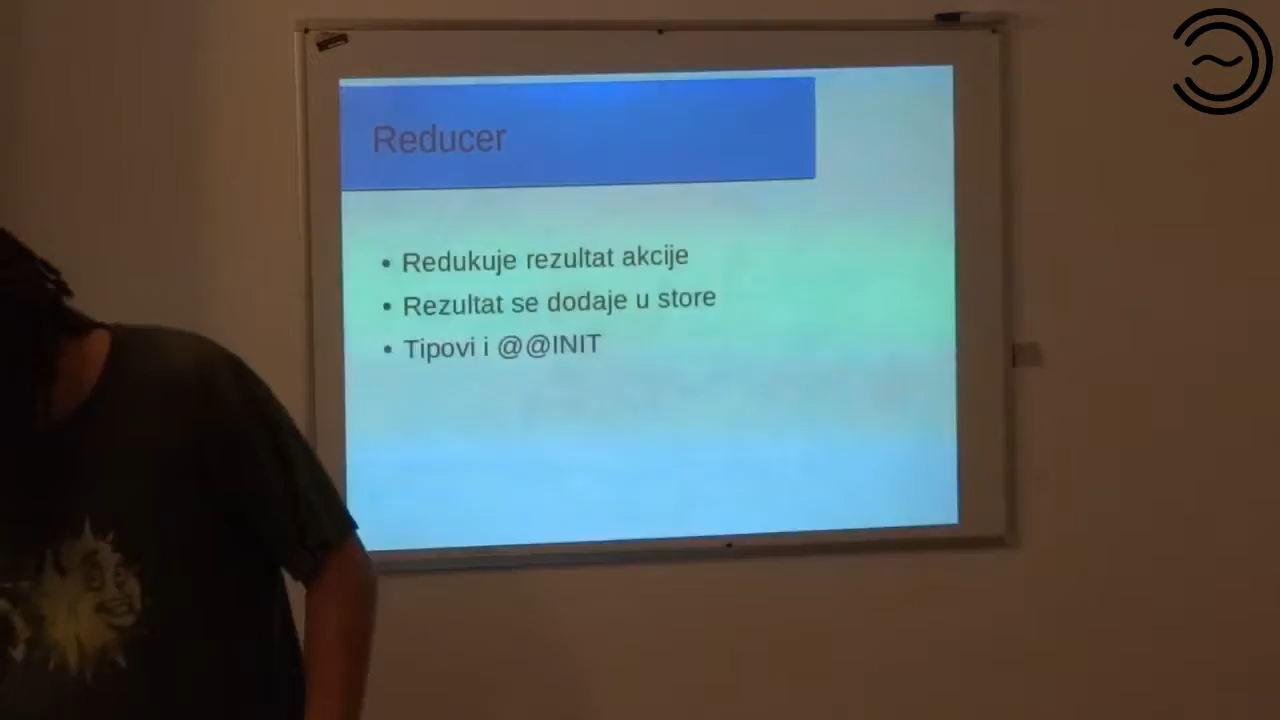 Reducer
• Redukuje rezultat akcije
• Rezultat se dodaje u store
• Tipovi i @@INIT